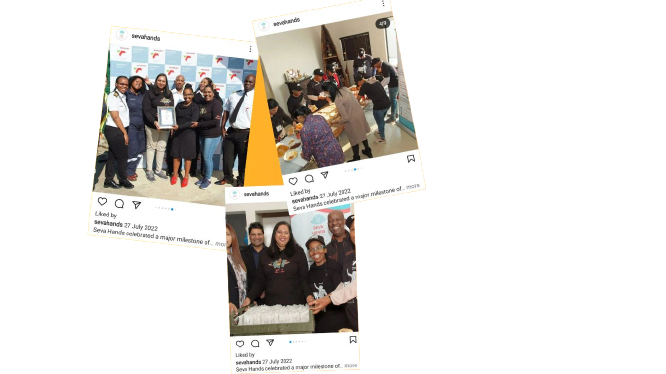 sevahands
Liked by
sevahands 27 July 2022
Seva Hands celebrated a major milestone of... mo
sevahands
4/9
Liked by
sevahands 27 July 2022
Seva Hands celebrated a major milestone of... more
sevahands
Liked by
sevahands 27 July 2022
Seva Hands celebrated a major milestone of... more